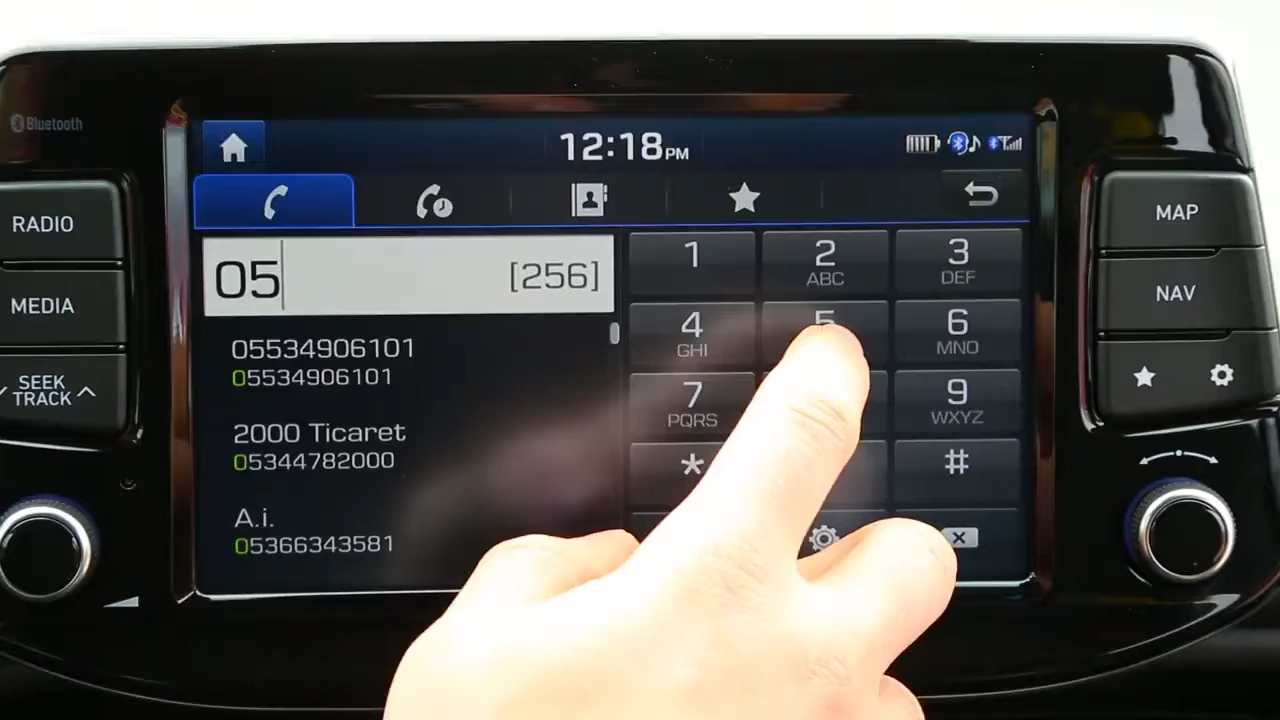 Bluetooth
12:18PM
RADIO
MEDIA
SEEK
TRACK
MAP
NAV
05
[256]
05534906101
05534906101
2000 Ticaret
05344782000
A.i.
05366343581
1
2
ABC
3
DEF
4
GHI
5
6
MNO
7
PQRS
9
WXYZ
*
#